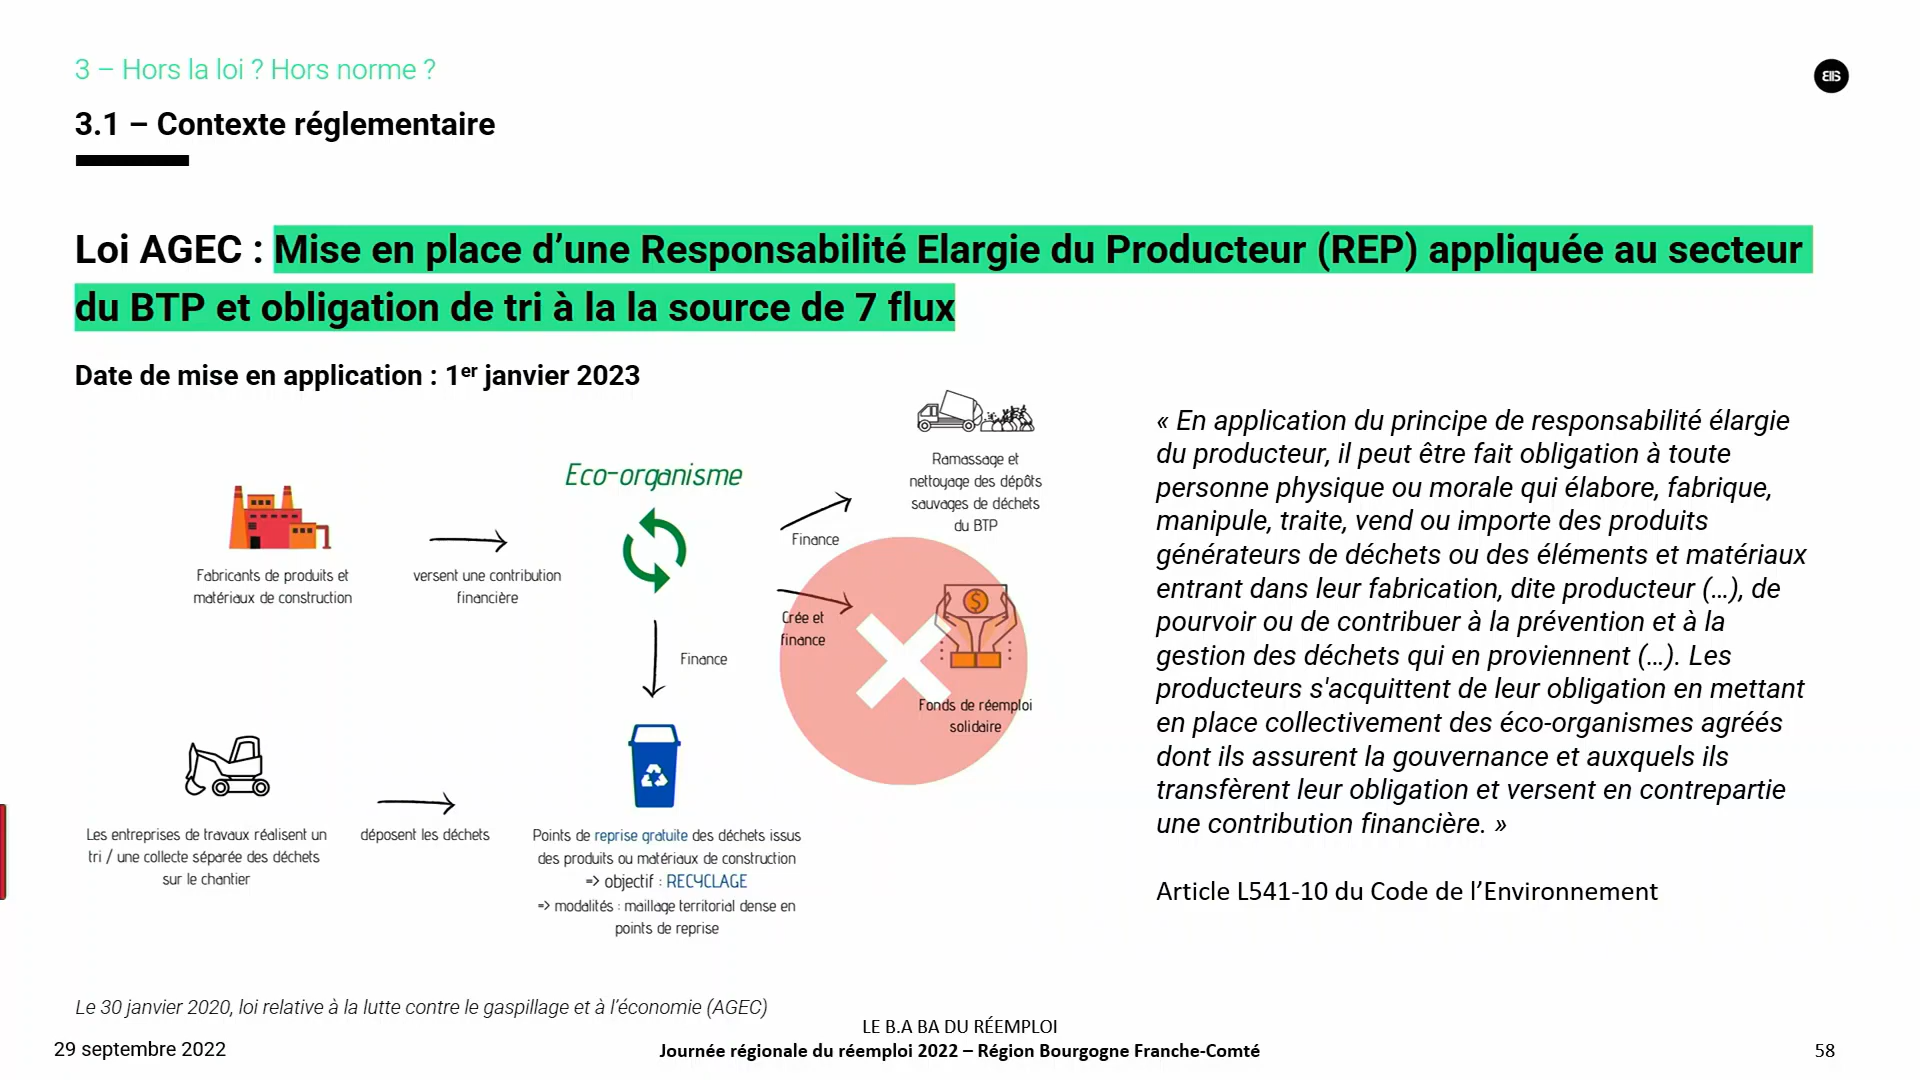 3 – Hors la loi ? Hors norme ?
3.1 – Contexte réglementaire
Loi AGEC : Mise en place d’une Responsabilité Elargie du Producteur (REP) appliquée au secteur
du BTP et obligation de tri à la la source de 7 flux
Date de mise en application : 1er janvier 2023
Ramassage et
nettoyage des dépôts
sauvages de déchets
du BTP
Eco-organisme
Finance
Fabricants de produits et
matériaux de construction
versent une contribution
financière
Crée et
finance
Finance
Fonds de réemploi
solidaire
Les entreprises de travaux réalisent un
tri / une collecte séparée des déchets
sur le chantier
déposent les déchets
Points de reprise gratuite des déchets issus
des produits ou matériaux de construction
=> objectif : RECYCLAGE
=> modalités : maillage territorial dense en
points de reprise
« En application du principe de responsabilité élargie
du producteur, il peut être fait obligation à toute
personne physique ou morale qui élabore, fabrique,
manipule, traite, vend ou importe des produits
générateurs de déchets ou des éléments et matériaux
entrant dans leur fabrication, dite producteur (…), de
pourvoir ou de contribuer à la prévention et à la
gestion des déchets qui en proviennent (…). Les
producteurs s'acquittent de leur obligation en mettant
en place collectivement des éco-organismes agréés
dont ils assurent la gouvernance et auxquels ils
transfèrent leur obligation et versent en contrepartie
une contribution financière. »
Article L541-10 du Code de l’Environnement
Le 30 janvier 2020, loi relative à la lutte contre le gaspillage et à l’économie (AGEC)
LE B.A BA DU RÉEMPLOI
29 septembre 2022
Journée régionale du réemploi 2022 – Région Bourgogne Franche-Comté
58